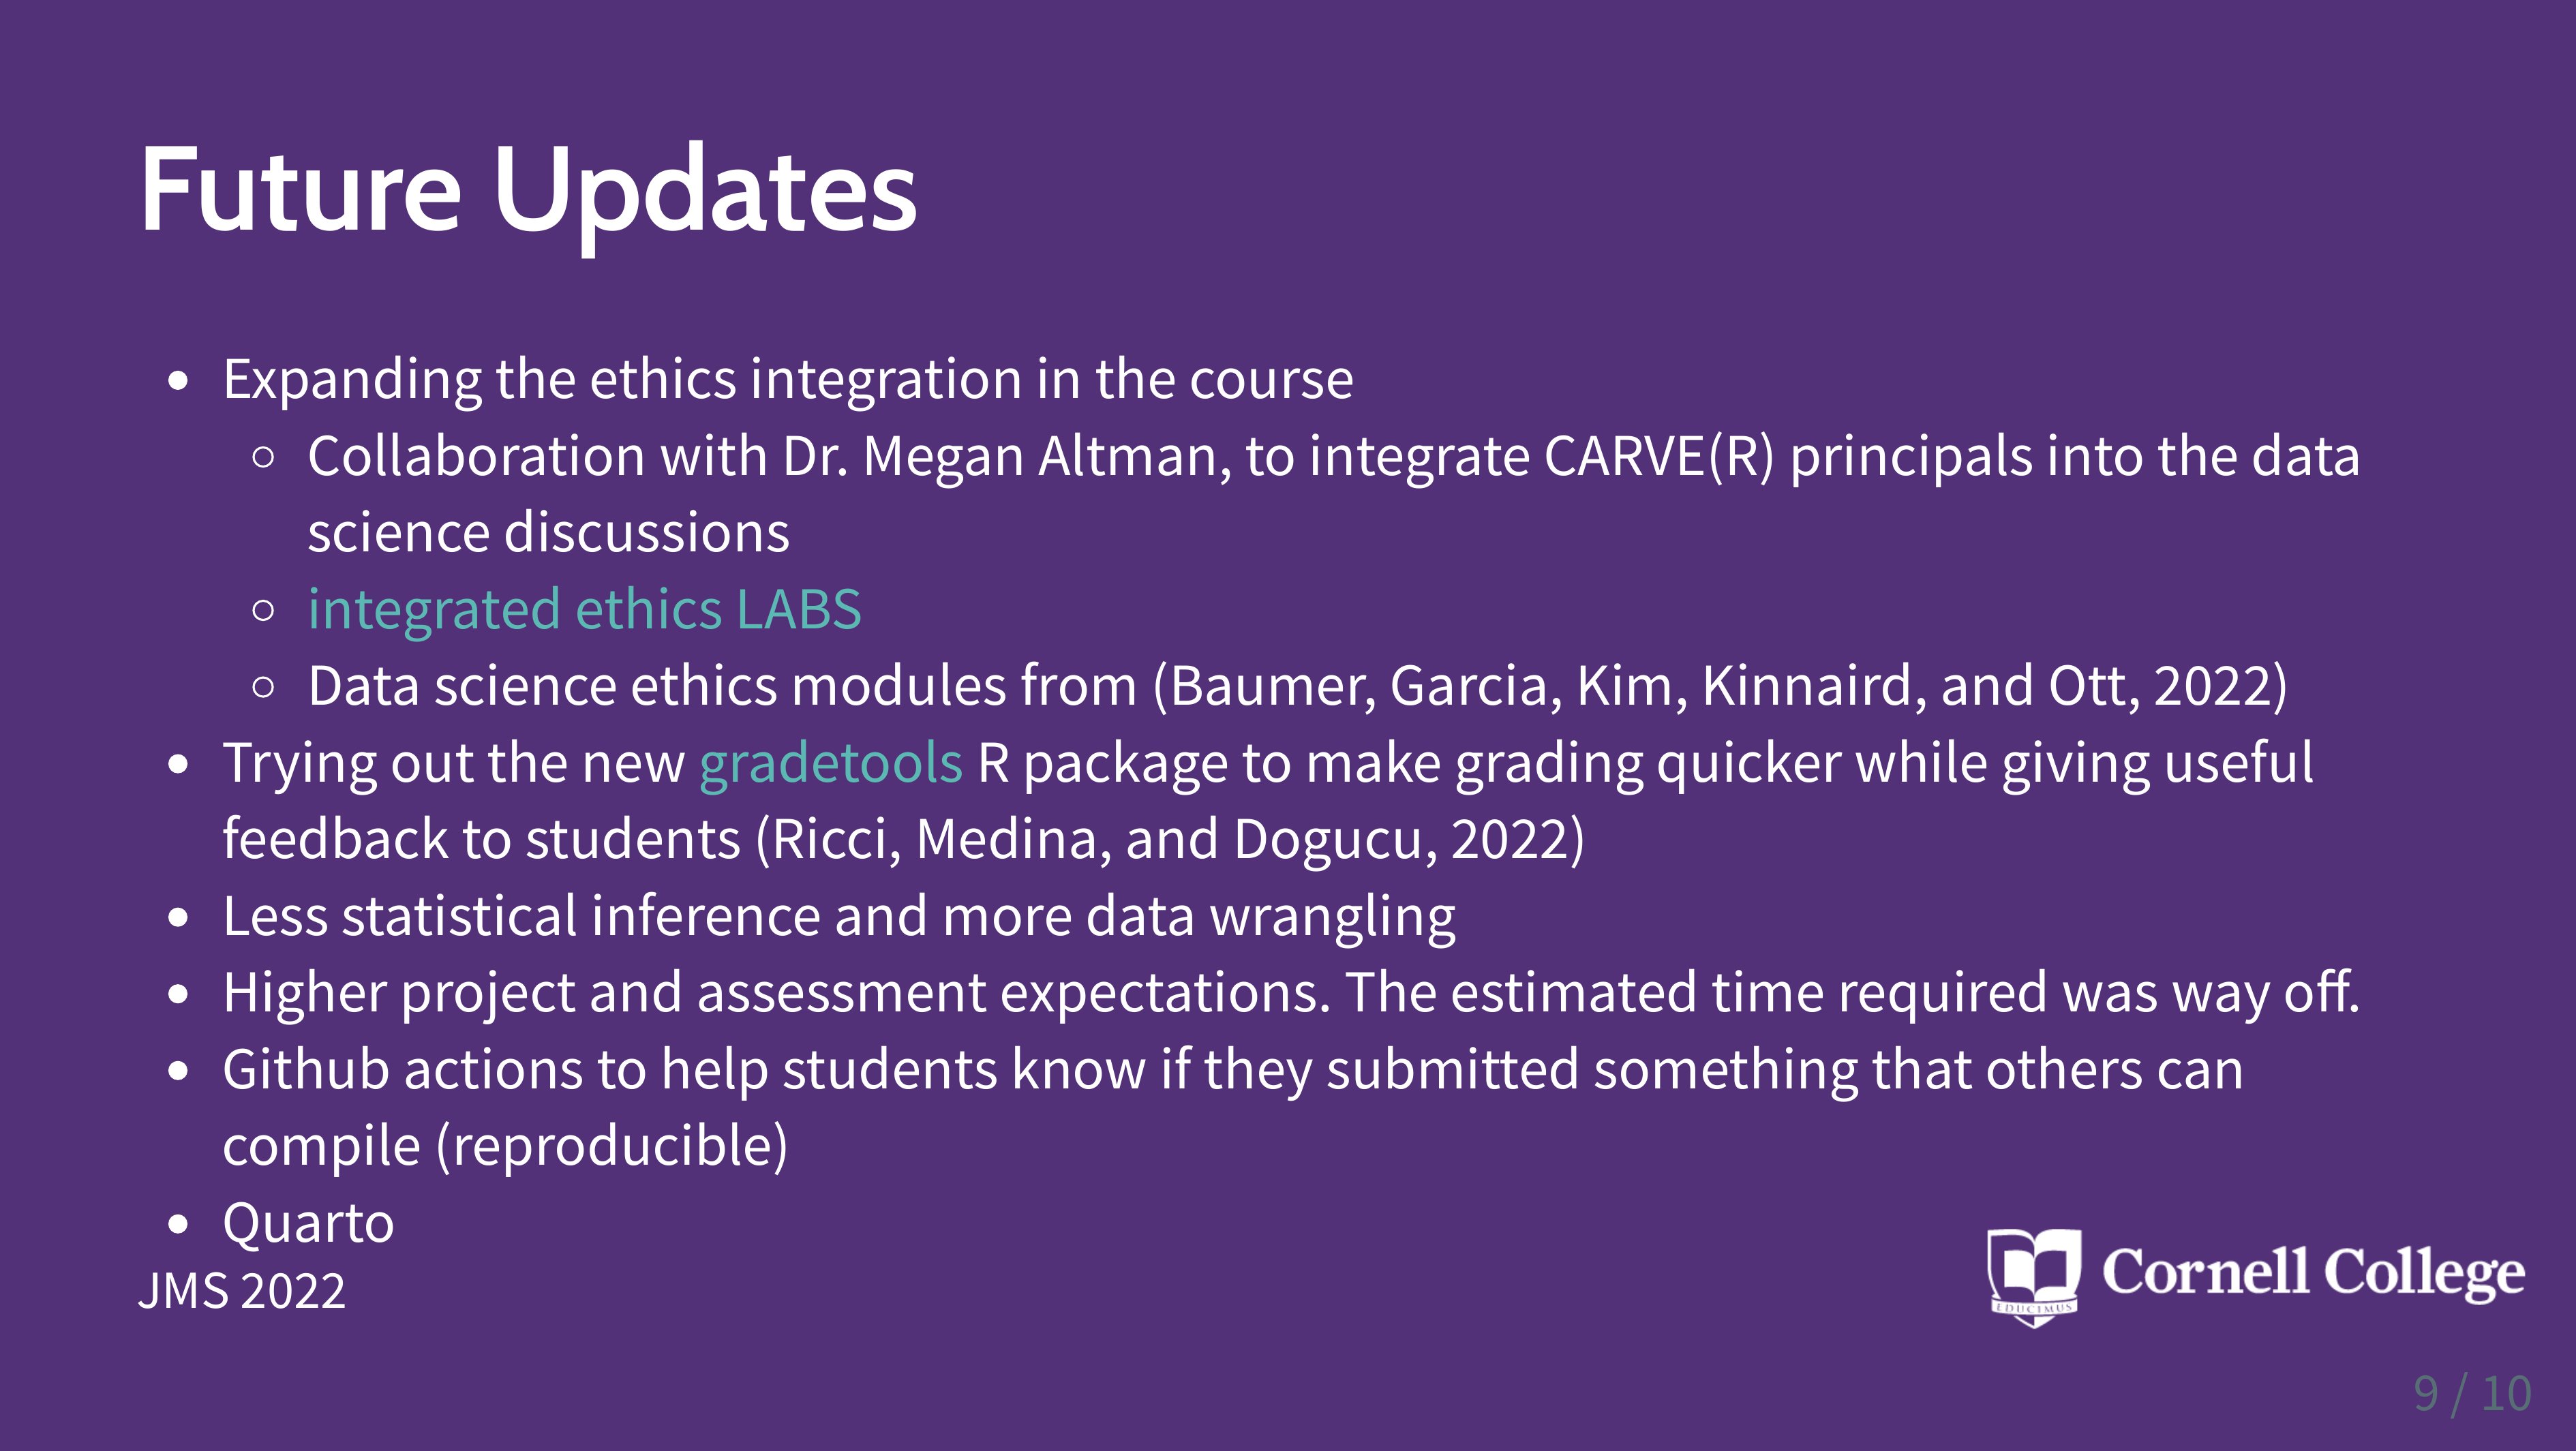 Future Updates
Expanding the ethics integration in the course
Collaboration with Dr. Megan Altman, to integrate CARVE(R) principals into the data
science discussions
integrated ethics LABS
Data science ethics modules from (Baumer, Garcia, Kim, Kinnaird, and Ott, 2022)
Trying out the new gradetools R package to make grading quicker while giving useful
feedback to students (Ricci, Medina, and Dogucu, 2022)
Less statistical inference and more data wrangling
Higher project and assessment expectations. The estimated time required was way off.
Github actions to help students know if they submitted something that others can
compile (reproducible)
Quarto
JMS 2022
EDUCIMUS
Cornell College
9 / 10